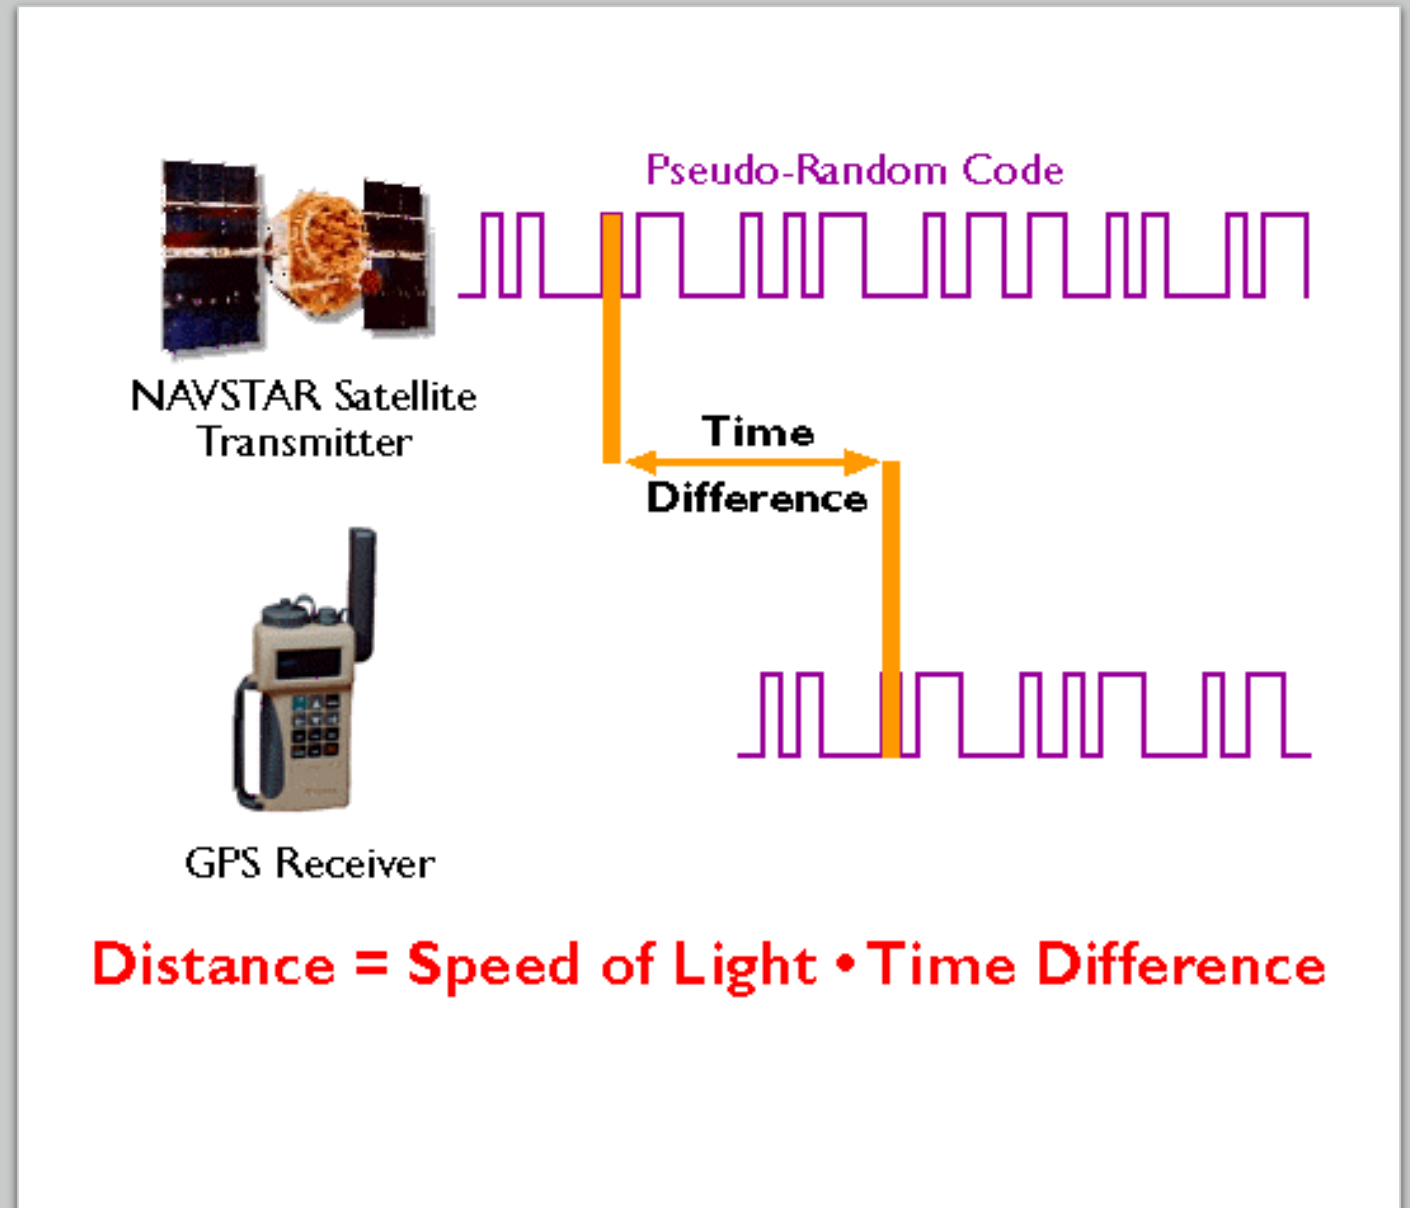 Pseudo-Random Code
NAVSTAR Satellite
Transmitter
Time
Difference
GPS Receiver
Distance = Speed of Light • Time Difference